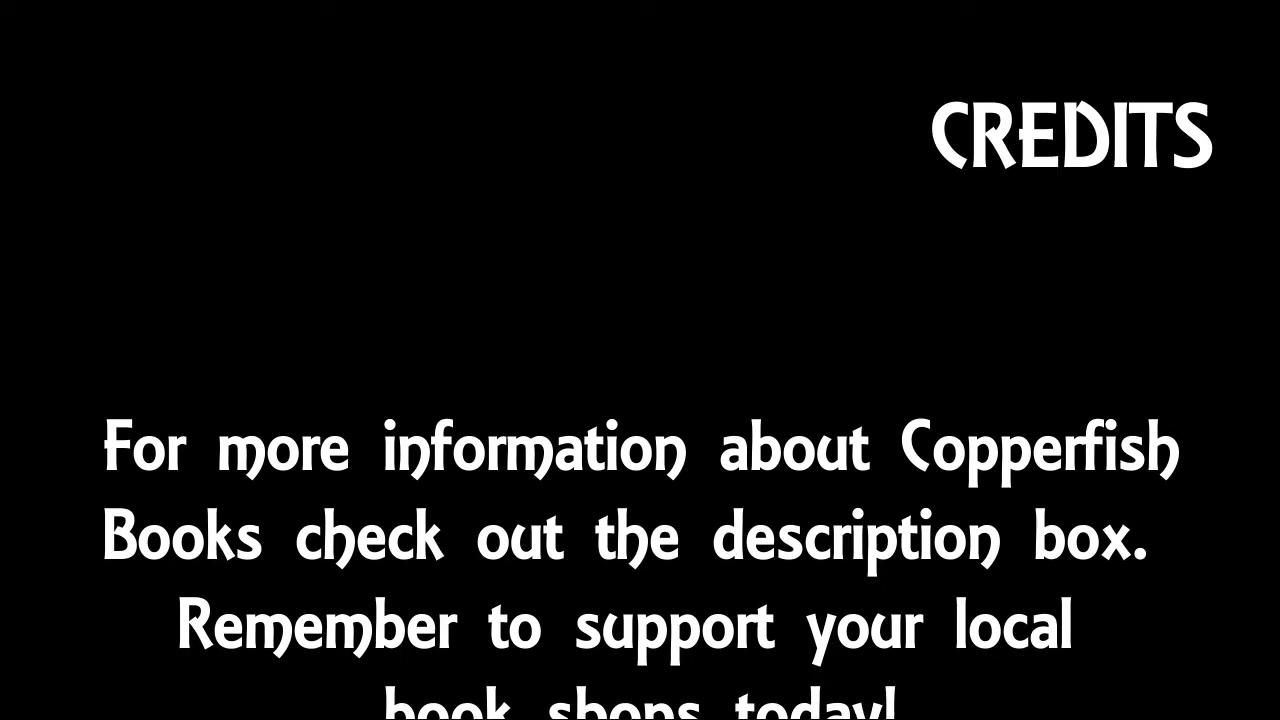 CREDITS
For more information about Copperfish
Books check out the description box.
Remember to support your local
book shops today!